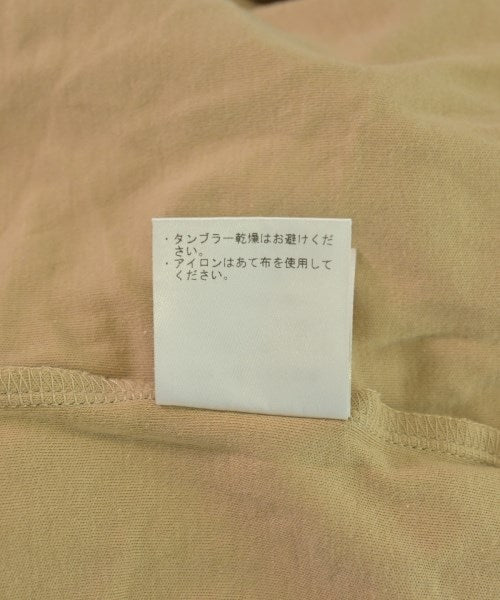 ・タンブラー乾燥はお避けくだ
さい。
・アイロンはあて布を使用して
ください。